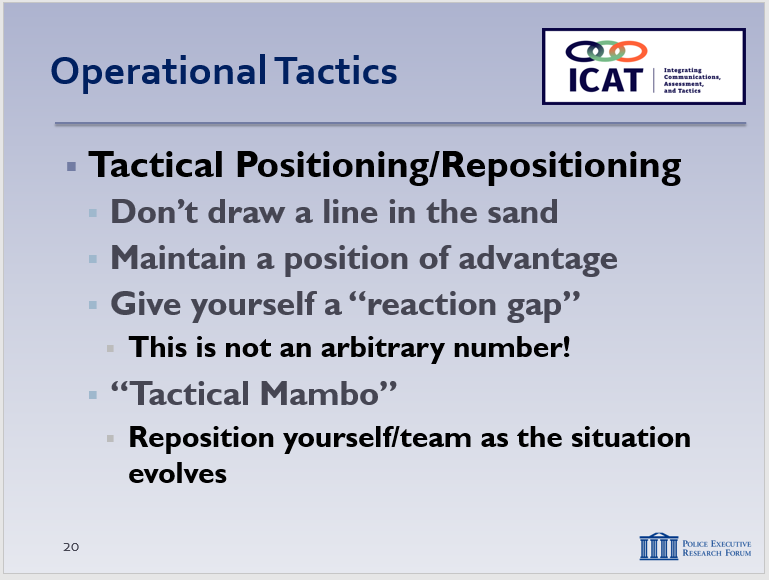 Operational Tactics
ICAT
Integrating
Communications,
Assessment,
and Tactics
Tactical Positioning/Repositioning
Don’t draw a line in the sand
Maintain a position of advantage
Give yourself a “reaction gap”
This is not an arbitrary number!
“Tactical Mambo”
Reposition yourself/team as the situation
evolves
20
Police Executive
Research Forum